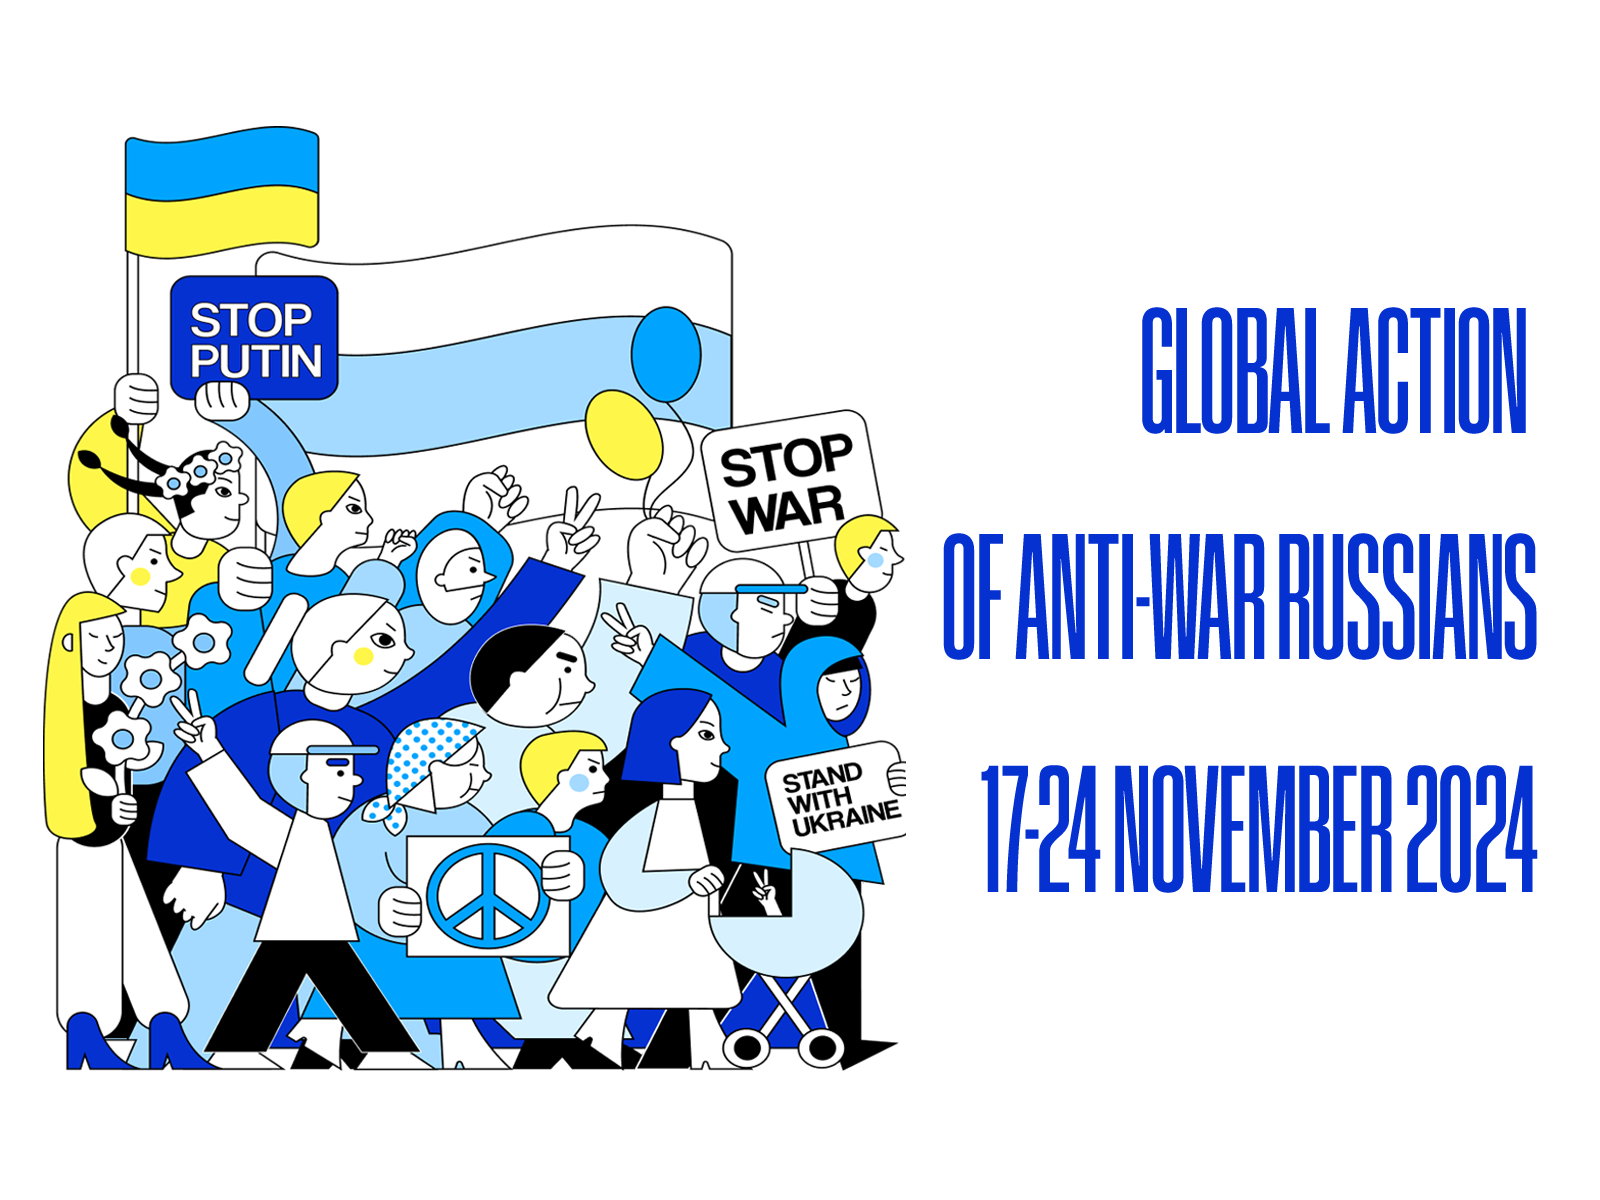 STOP
PUTIN
STOP
WAR
STAND
WITH
UKRAINE
GLOBAL ACTION
OF ANTI-WAR RUSSIANS
17-24 NOVEMBER 2024